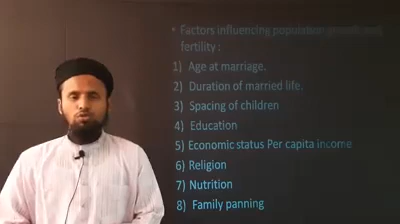 • Factors influencing population growth and
fertility :
1) Age at marriage.
2) Duration of married life.
3) Spacing of children
4) Education
5) Economic status Per capita income
6) Religion
7) Nutrition
8) Family panning